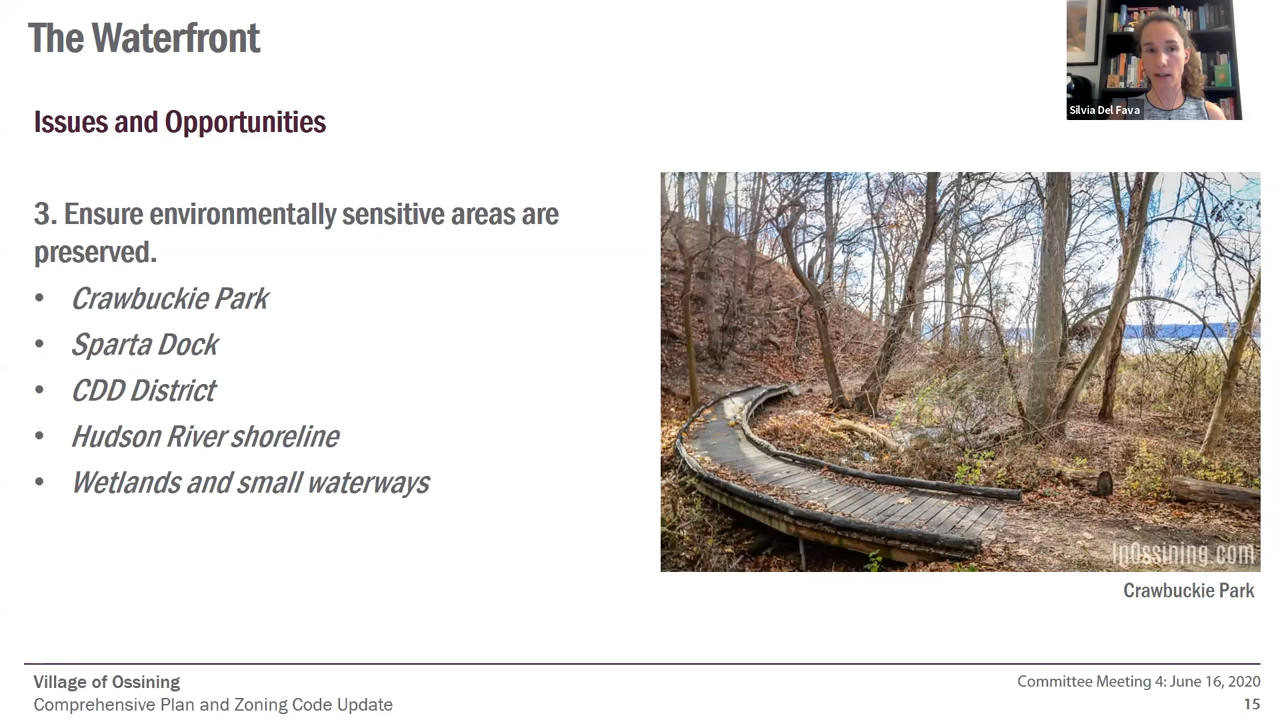 The Waterfront
Silvia Del Fava
Issues and Opportunities
3. Ensure environmentally sensitive areas are
preserved.
• Crawbuckie Park
• Sparta Dock
• CDD District
• Hudson River shoreline
• Wetlands and small waterways
inOssining.com
Crawbuckie Park
Village of Ossining
Comprehensive Plan and Zoning Code Update
Committee Meeting 4: June 16, 2020
15